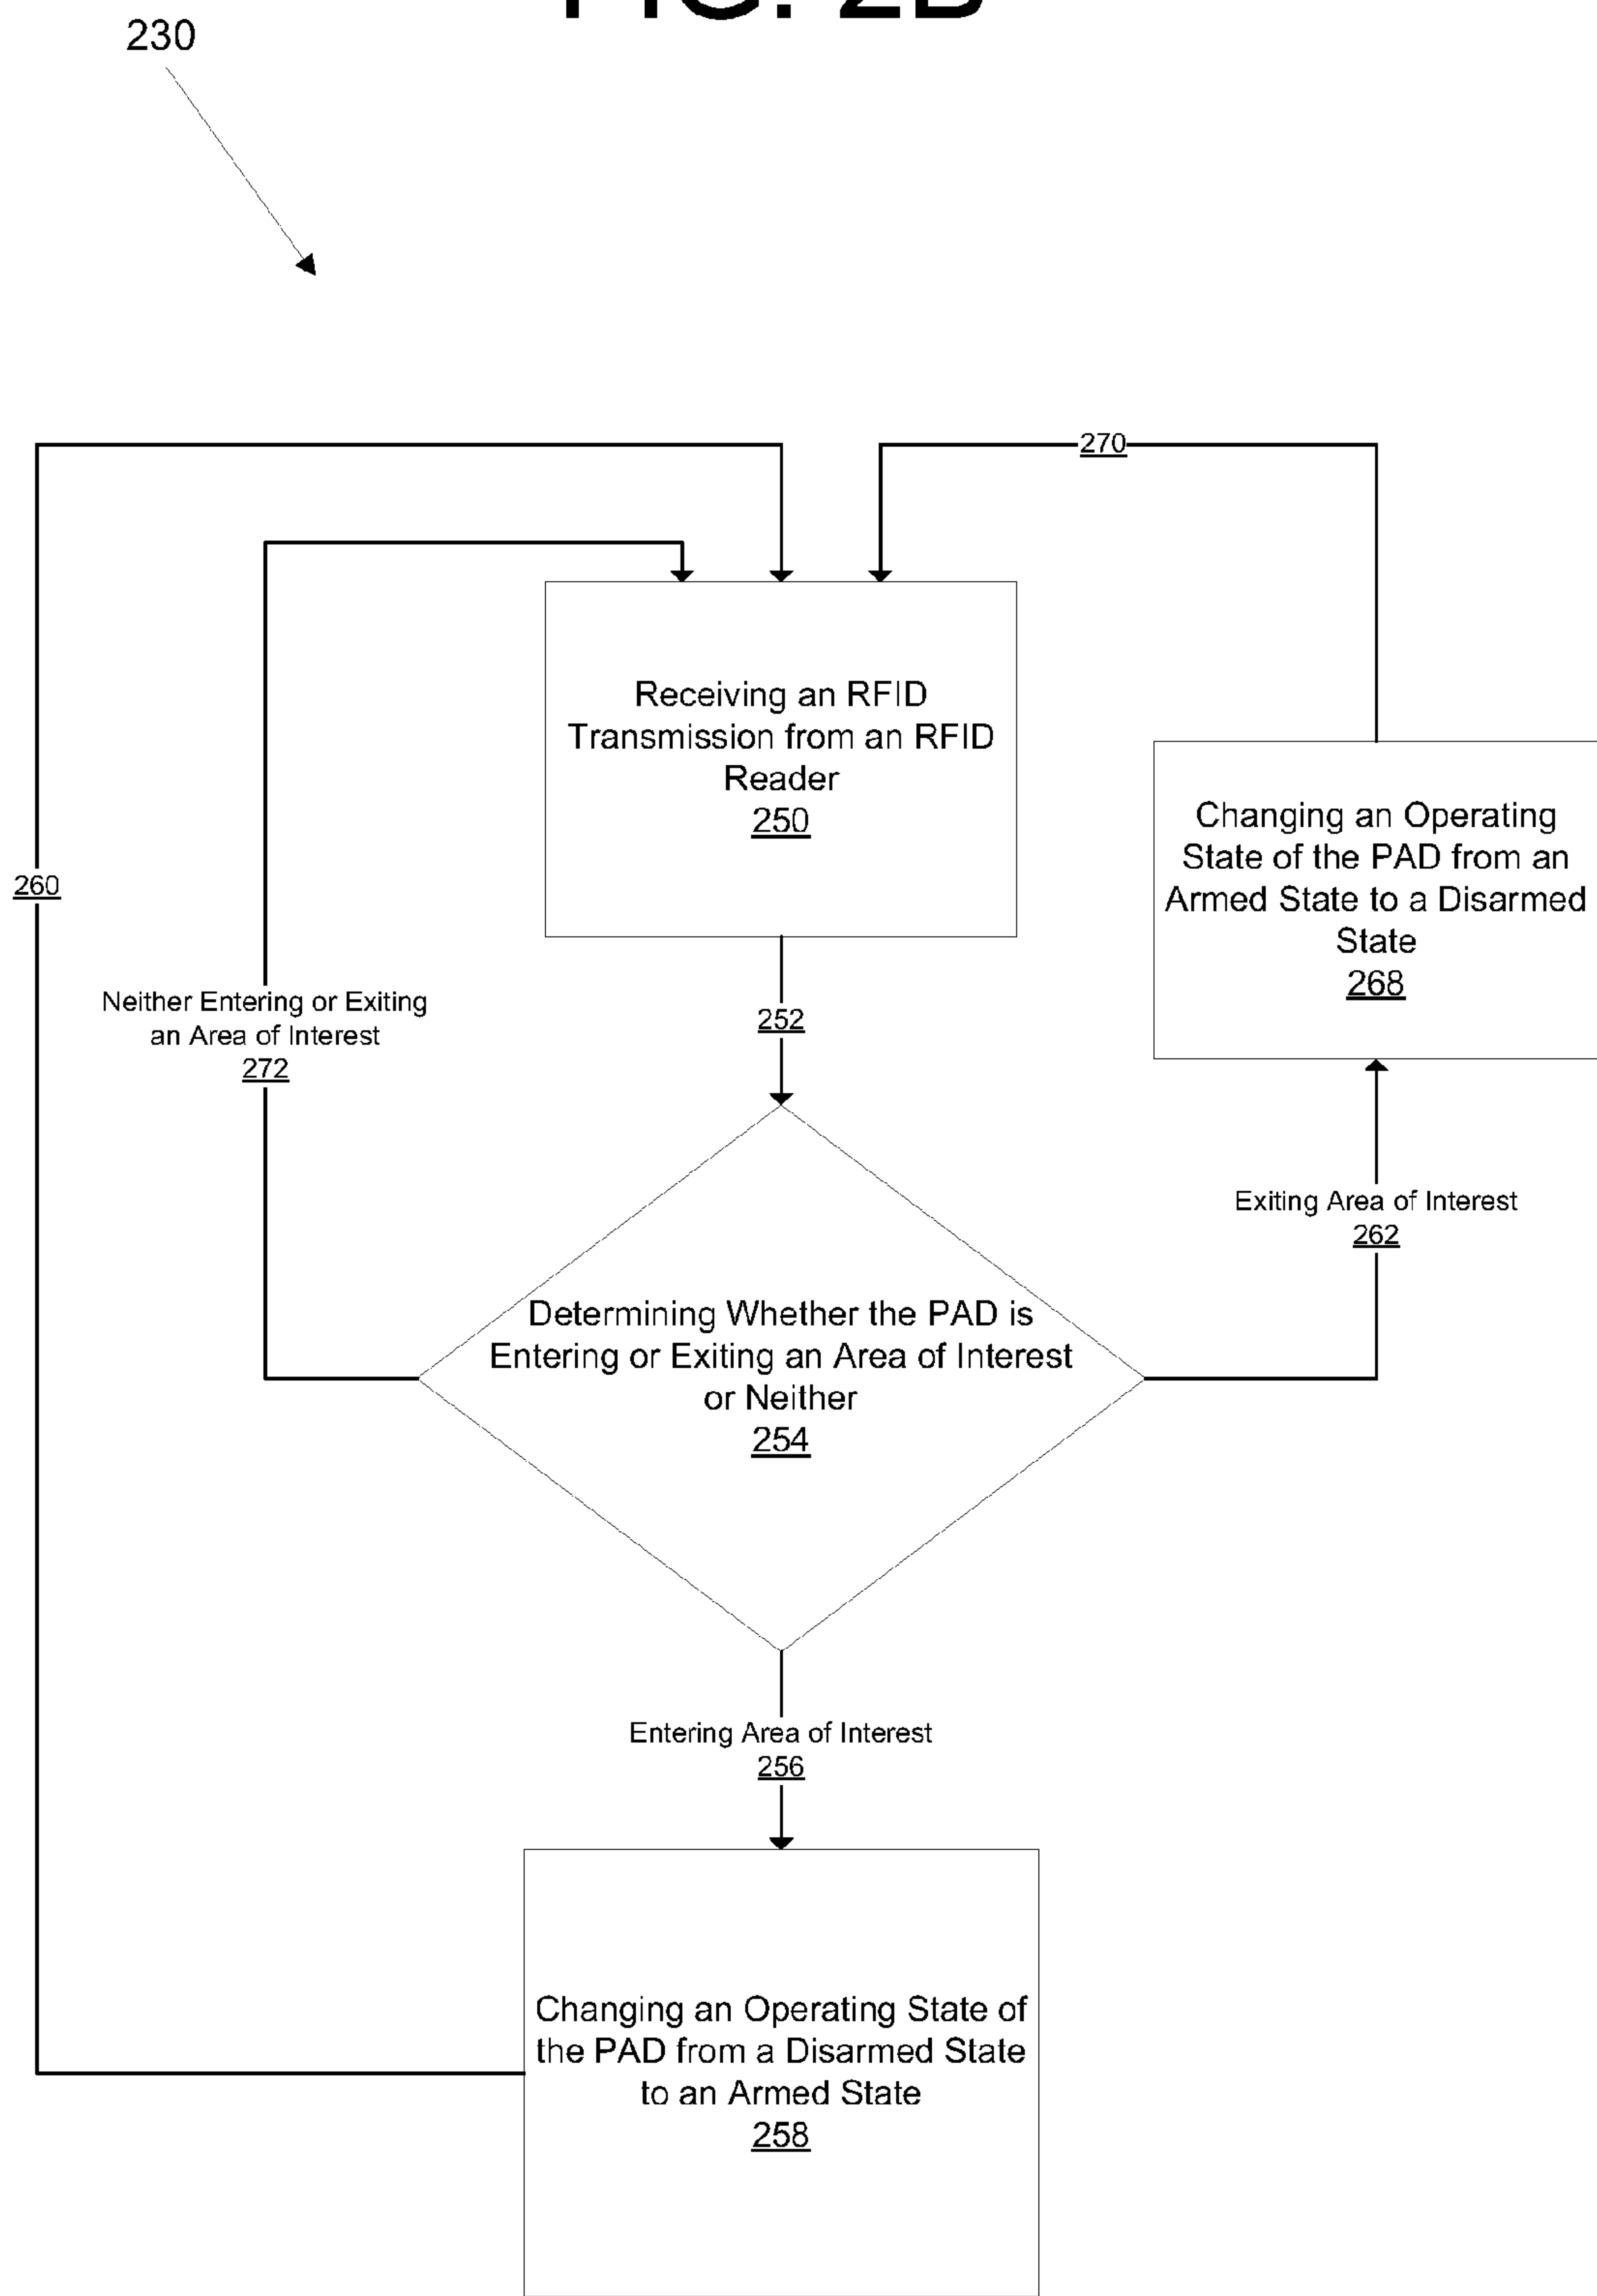 FIG. 2B
230
270
Receiving an RFID
Transmission from an RFID
Reader
250
Changing an Operating
State of the PAD from an
Armed State to a Disarmed
State
268
260
Neither Entering or Exiting
an Area of Interest
272
252
Exiting Area of Interest
262
Determining Whether the PAD is
Entering or Exiting an Area of Interest
or Neither
254
Entering Area of Interest
256
Changing an Operating State of
the PAD from a Disarmed State
to an Armed State
258